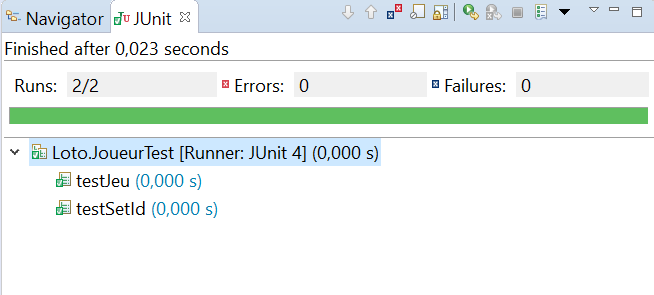 Navigator JUnit
Finished after 0,023 seconds
Runs: 2/2 Errors: 0 Failures: 0
Loto.JoueurTest [Runner: JUnit 4] (0,000 s)
testJeu (0,000 s)
testSetId (0,000 s)